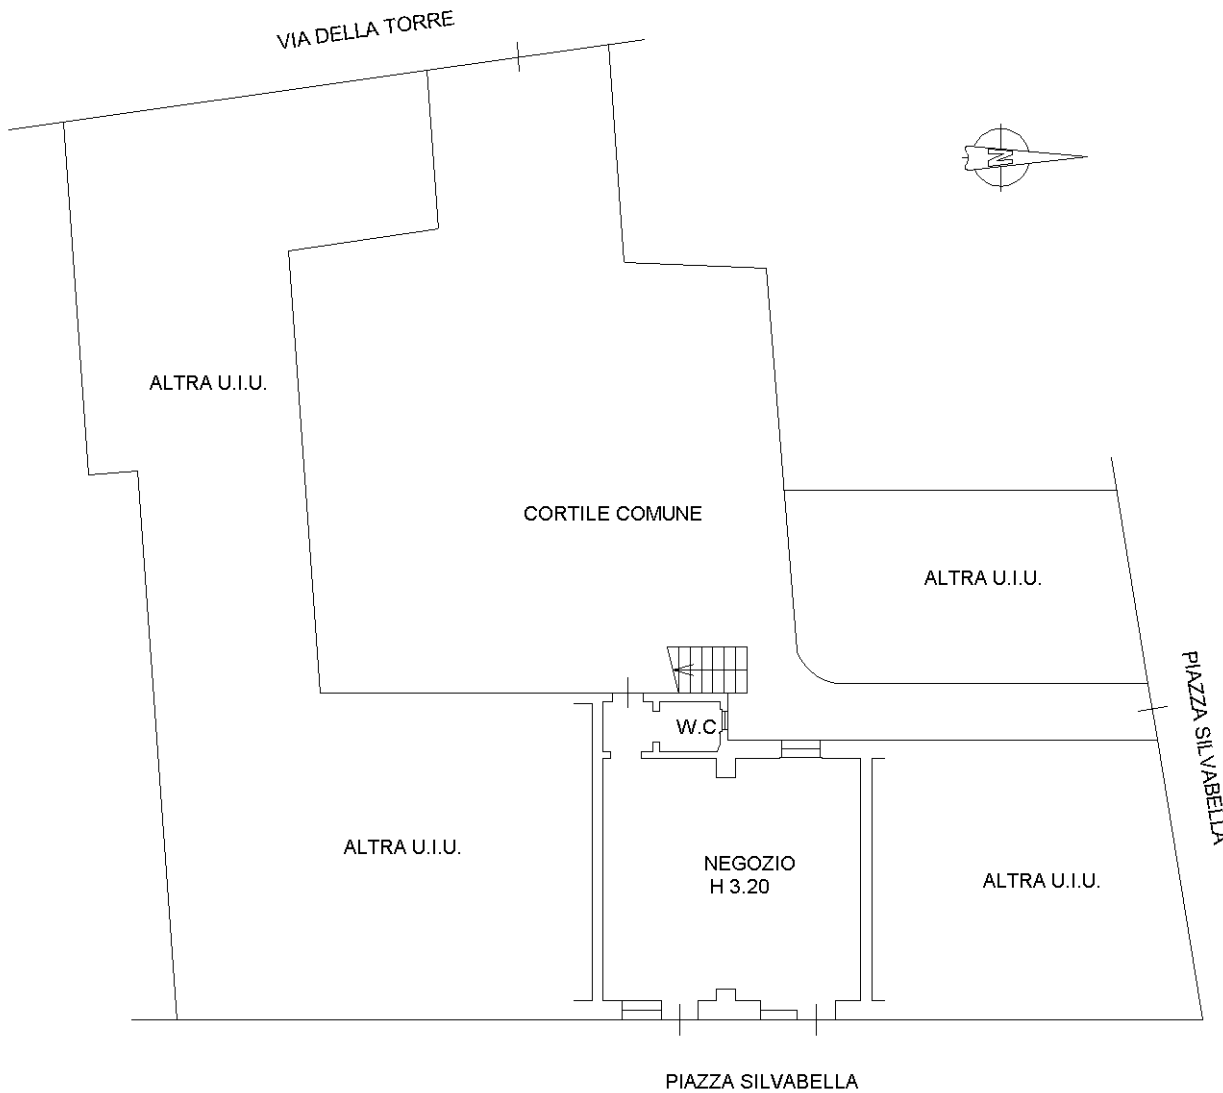 VIA DELLA TORRE
N
ALTRA U.I.U.
CORTILE COMUNE
ALTRA U.I.U.
PIAZZA SILVABELLA
W.C.
ALTRA U.I.U.
NEGOZIO
H 3.20
ALTRA U.I.U.
PIAZZA SILVABELLA